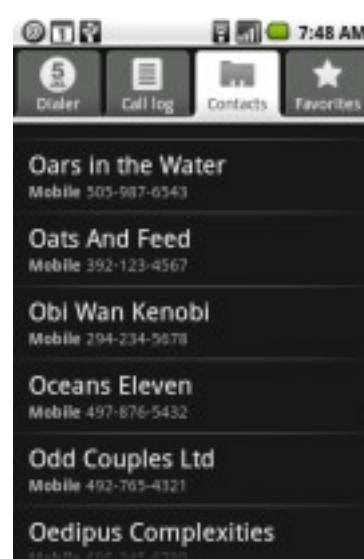 7:48 AM
Dialer
Call log
Contacts
Favorites
Oars in the Water
Mobile 505-987-6543
Oats And Feed
Mobile 392-123-4567
Obi Wan Kenobi
Mobile 294-234-5678
Oceans Eleven
Mobile 497-876-5432
Odd Couples Ltd
Mobile 492-765-4321
Oedipus Complexities
Mobile